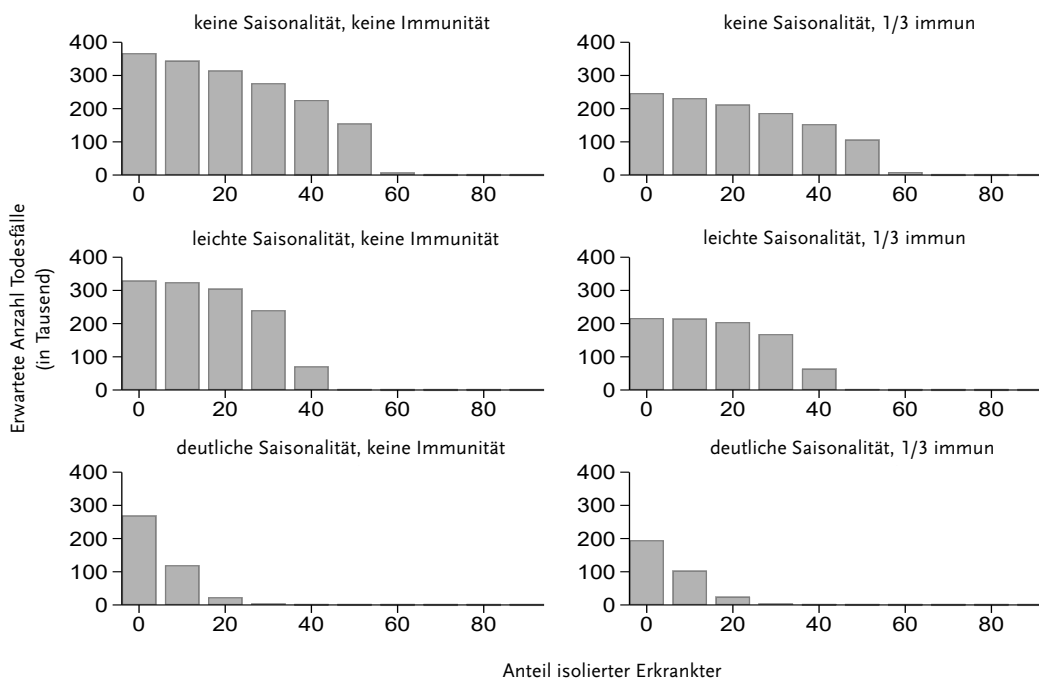 keine Saisonalität, keine Immunität
400
300
200
100
0
0 20 40 60 80
keine Saisonalität, 1/3 immun
400
300
200
100
0
0 20 40 60 80
Erwartete Anzahl Todesfälle
(in Tausend)
leichte Saisonalität, keine Immunität
400
300
200
100
0
0 20 40 60 80
leichte Saisonalität, 1/3 immun
400
300
200
100
0
0 20 40 60 80
deutliche Saisonalität, keine Immunität
400
300
200
100
0
0 20 40 60 80
deutliche Saisonalität, 1/3 immun
400
300
200
100
0
0 20 40 60 80
Anteil isolierter Erkrankter